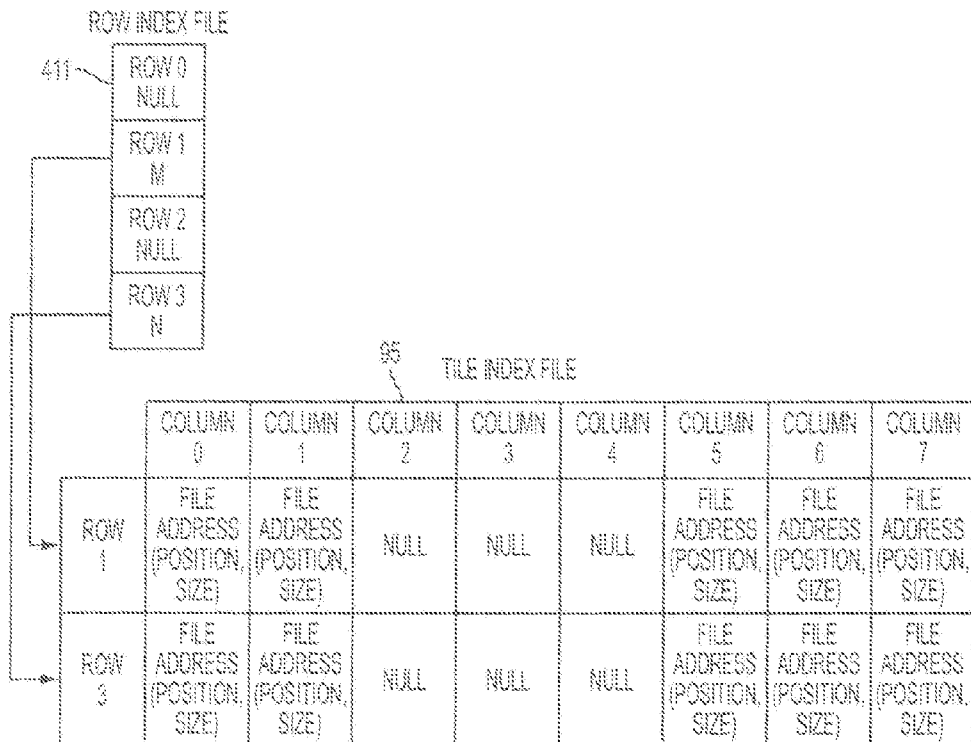 ROW INDEX FILE
411
ROW 0
NULL
ROW 1
M
ROW 2
NULL
ROW 3
N
95
TILE INDEX FILE
COLUMN 0 COLUMN 1 COLUMN 2 COLUMN 3 COLUMN 4 COLUMN 5 COLUMN 6 COLUMN 7
ROW 1
FILE ADDRESS (POSITION, SIZE)
FILE ADDRESS (POSITION, SIZE)
NULL
NULL
NULL
FILE ADDRESS (POSITION, SIZE)
FILE ADDRESS (POSITION, SIZE)
FILE ADDRESS (POSITION, SIZE)
ROW 3
FILE ADDRESS (POSITION, SIZE)
FILE ADDRESS (POSITION, SIZE)
NULL
NULL
NULL
FILE ADDRESS (POSITION, SIZE)
FILE ADDRESS (POSITION, SIZE)
FILE ADDRESS (POSITION, SIZE)